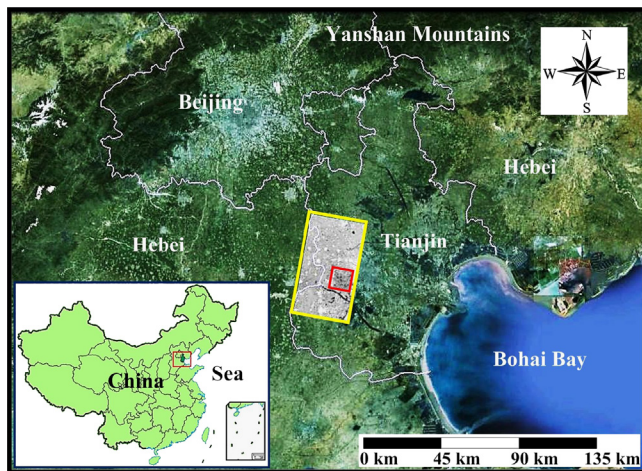 Yanshan Mountains
N
W E
S
Beijing
Hebei
Hebei
Tianjin
China
Sea
Bohai Bay
0 km 45 km 90 km 135 km